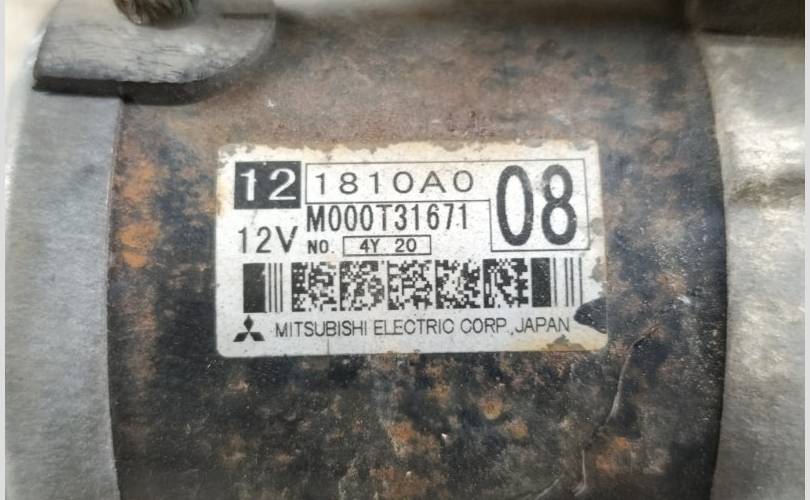 12 1810A0 08
12V M000T31671
NO. 4Y 20
MITSUBISHI ELECTRIC CORP., JAPAN